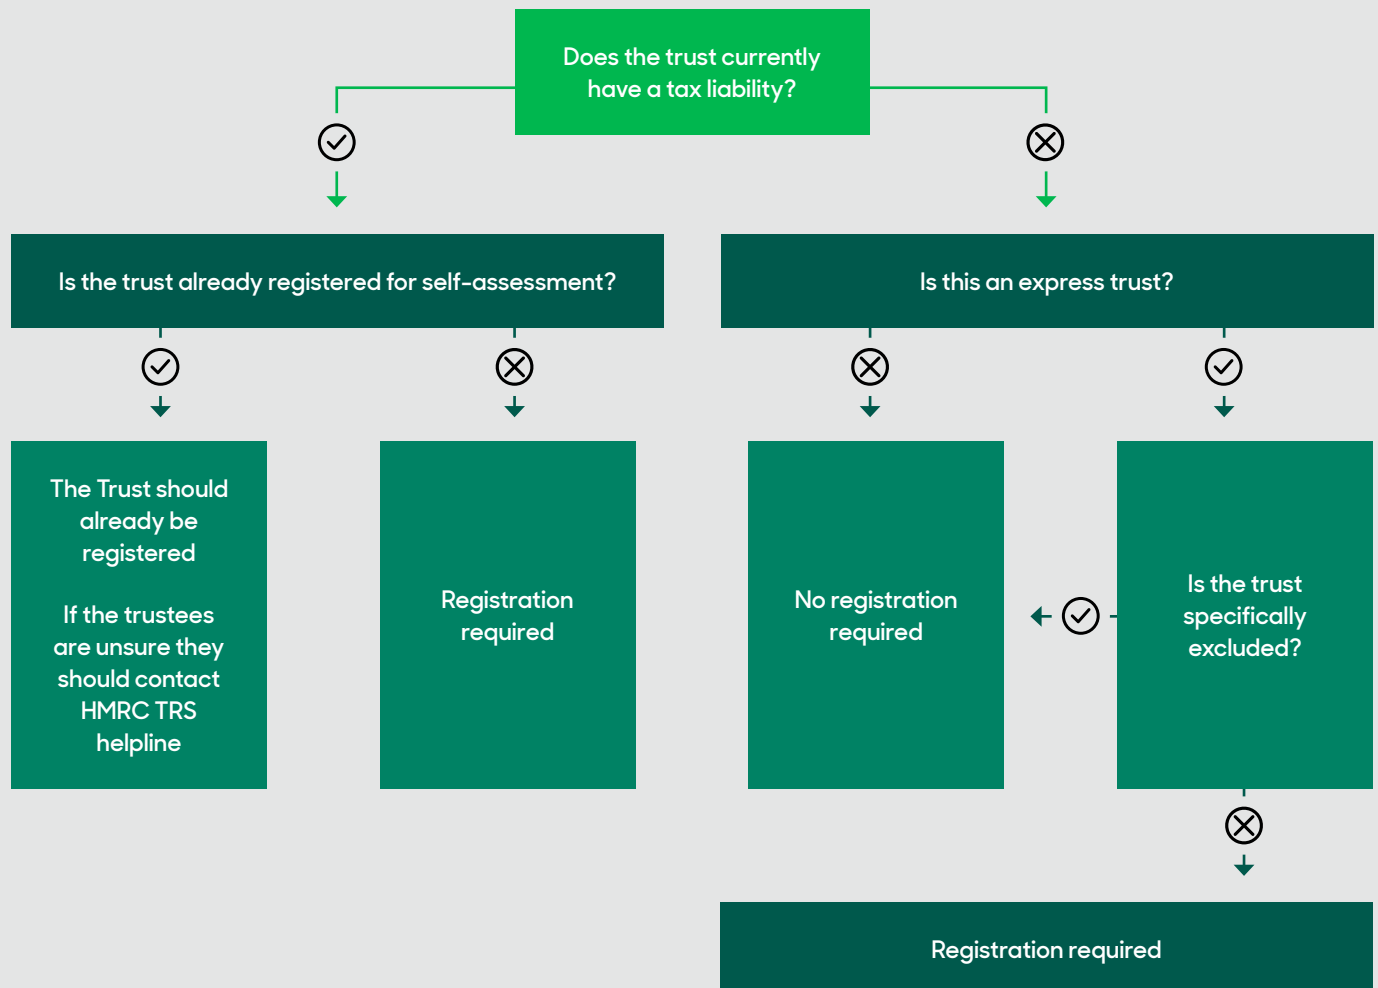 Does the trust currently
have a tax liability?
Is the trust already registered for self-assessment?
Is this an express trust?
The Trust should
already be
registered
If the trustees
are unsure they
should contact
HMRC TRS
helpline
Registration
required
No registration
required
Is the trust
specifically
excluded?
Registration required